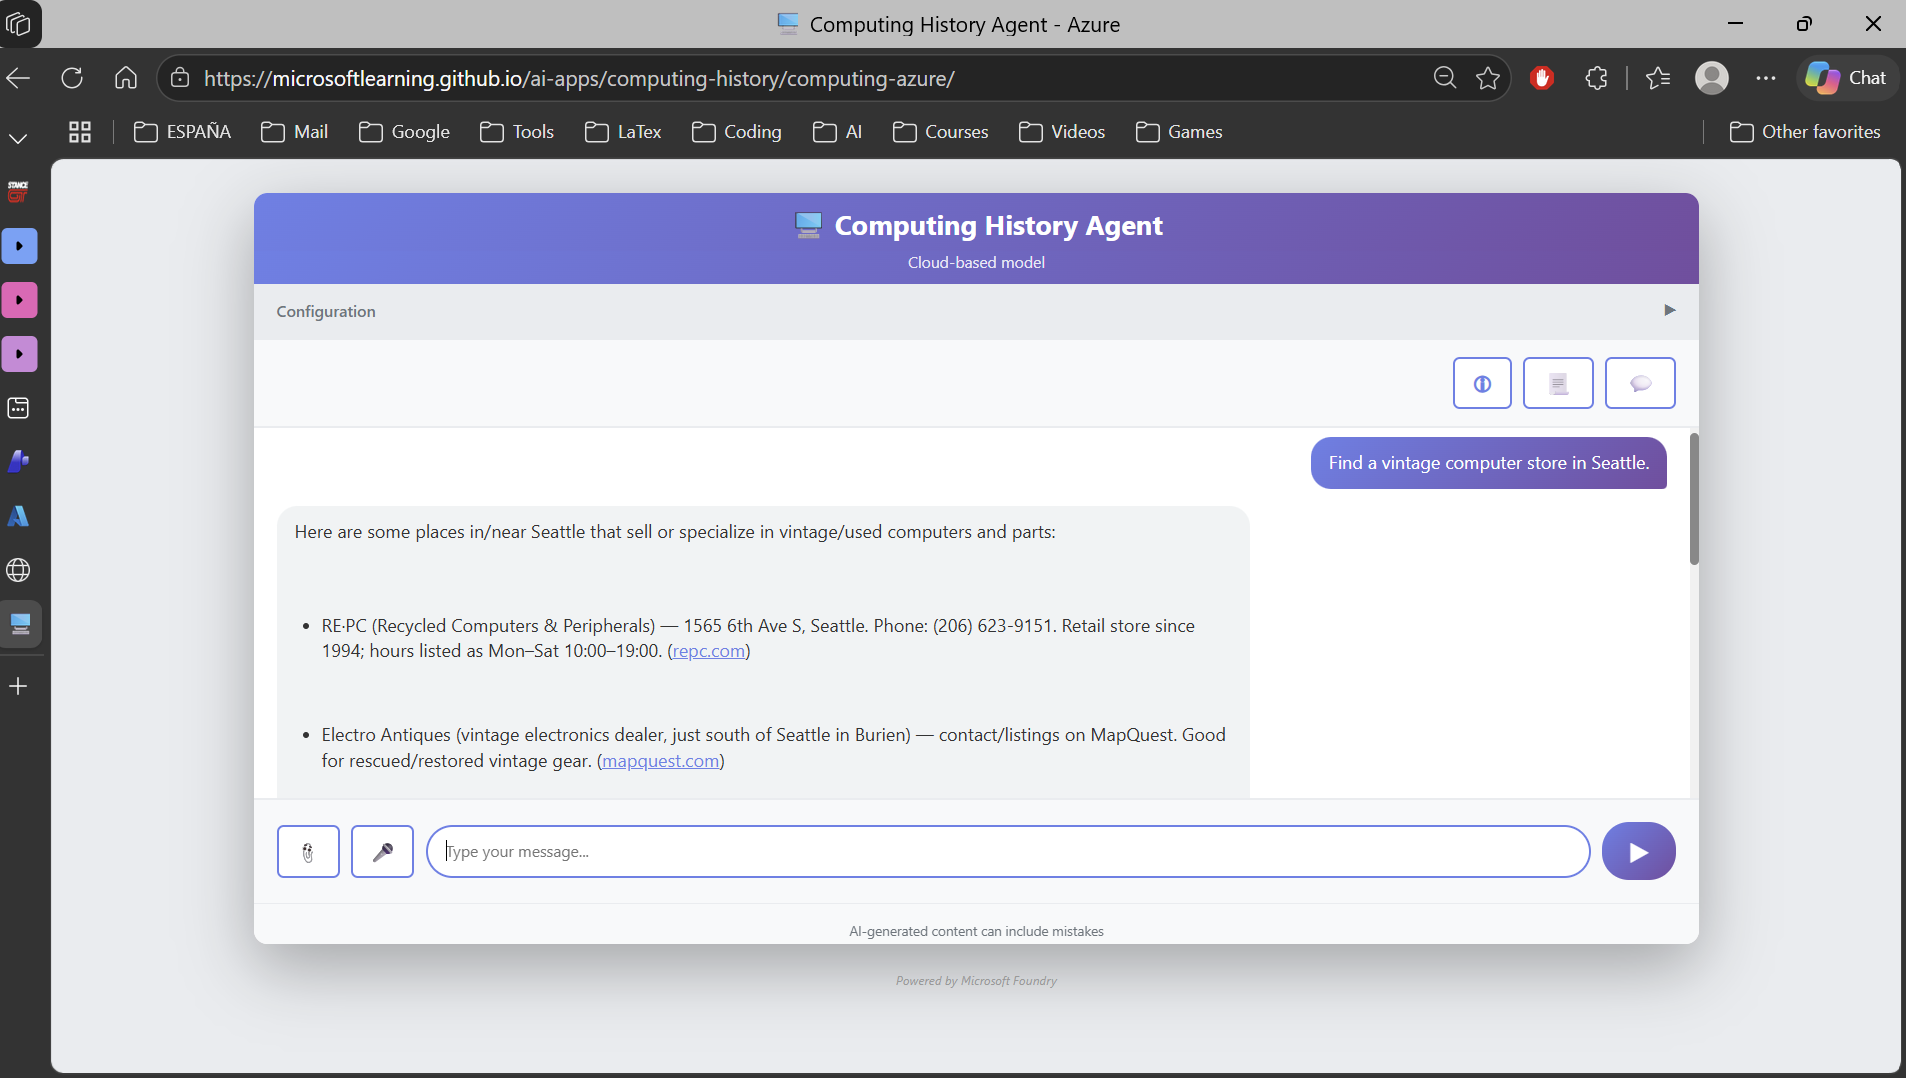 Computing History Agent - Azure
https://microsoftlearning.github.io/ai-apps/computing-history/computing-azure/
Chat
ESPAÑA
Mail
Google
Tools
LaTex
Coding
AI
Courses
Videos
Games
Other favorites
STANCE
Computing History Agent
Cloud-based model
Configuration
Find a vintage computer store in Seattle.
Here are some places in/near Seattle that sell or specialize in vintage/used computers and parts:
• RE·PC (Recycled Computers & Peripherals) — 1565 6th Ave S, Seattle. Phone: (206) 623-9151. Retail store since
1994; hours listed as Mon–Sat 10:00–19:00. (repc.com)
• Electro Antiques (vintage electronics dealer, just south of Seattle in Burien) — contact/listings on MapQuest. Good
for rescued/restored vintage gear. (mapquest.com)
Type your message...
AI-generated content can include mistakes
Powered by Microsoft Foundry